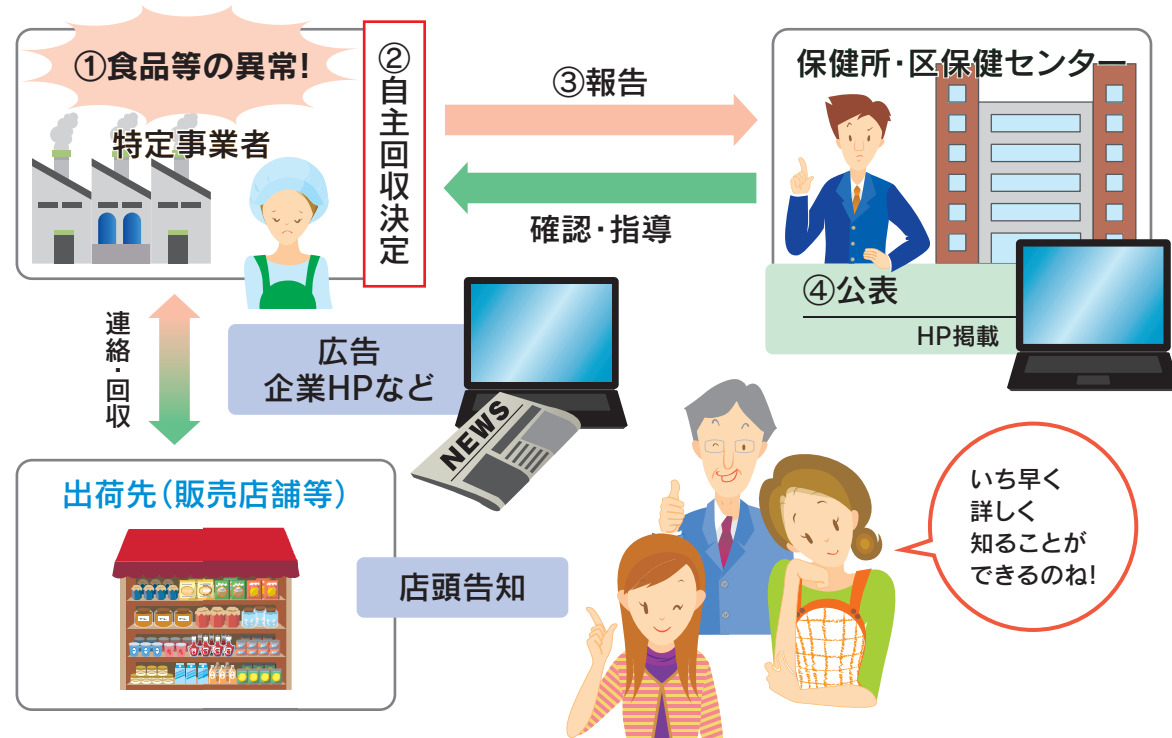 ①食品等の異常!
特定事業者
②自主回収決定
③報告
確認・指導
保健所・区保健センター
④公表
HP掲載
連絡・回収
広告
企業HPなど
NEWS
出荷先(販売店舗等)
店頭告知
いち早く
詳しく
知ることが
できるのね!